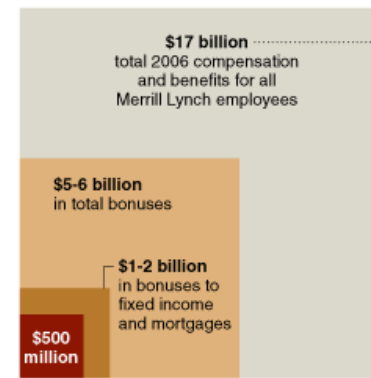 $17 billion
total 2006 compensation
and benefits for all
Merrill Lynch employees
$5-6 billion
in total bonuses
$1-2 billion
in bonuses to
fixed income
and mortgages
$500
million